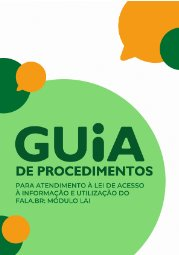 GUiA
DE PROCEDIMENTOS
PARA ATENDIMENTO À LEI DE ACESSO
À INFORMAÇÃO E UTILIZAÇÃO DO
FALA.BR: MÓDULO LAI